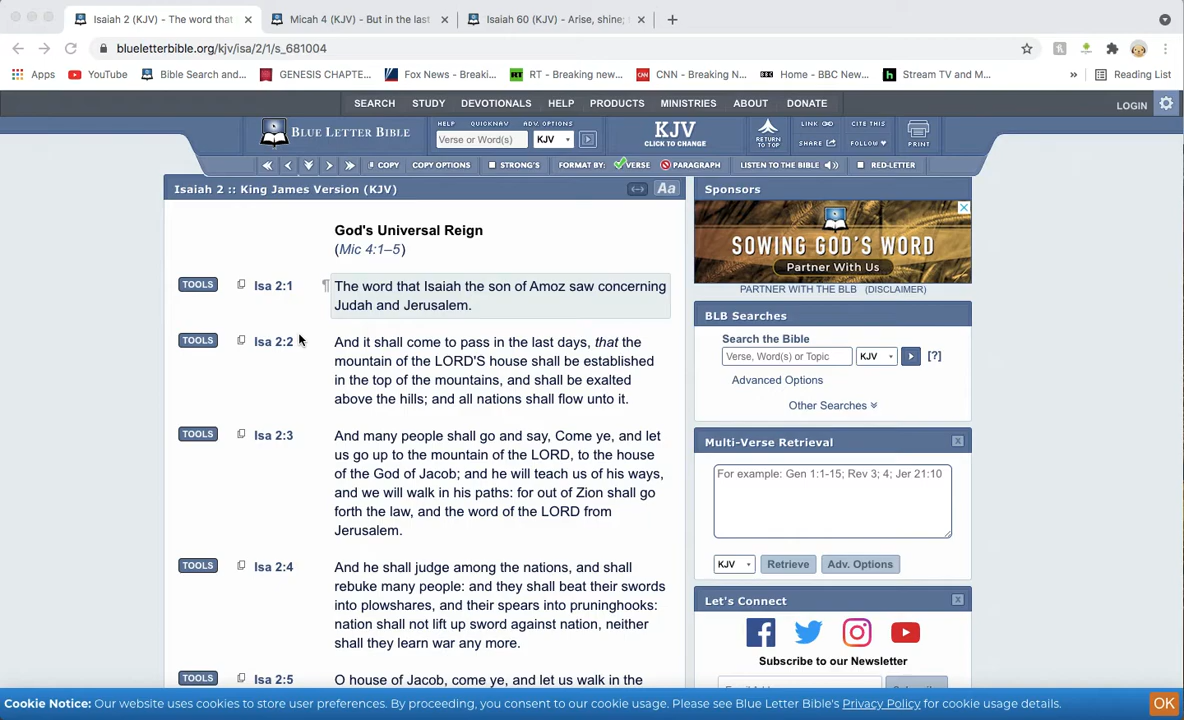 Isaiah 2 (KJV) - The word that
Micah 4 (KJV) - But in the last
Isaiah 60 (KJV) - Arise, shine;
blueletterbible.org/kjv/isa/2/1/s_681004
Apps
YouTube
Bible Search and...
GENESIS CHAPTE...
Fox News - Breaki...
RT - Breaking new...
CNN - Breaking N...
Home - BBC New...
Stream TV and M...
»
Reading List
SEARCH STUDY DEVOTIONALS HELP PRODUCTS MINISTRIES ABOUT DONATE
LOGIN
BLUE LETTER BIBLE
HELP QUICKNAV ADV. OPTIONS
Verse or Word(s)
KJV
KJV
CLICK TO CHANGE
RETURN
TO TOP
LINK
SHARE
CITE THIS
FOLLOW
PRINT
COPY
COPY OPTIONS
STRONG'S
FORMAT BY:
VERSE
PARAGRAPH
LISTEN TO THE BIBLE
RED-LETTER
Isaiah 2 :: King James Version (KJV)
Aa
God's Universal Reign
(Mic 4:1–5)
TOOLS
Isa 2:1
¶
The word that Isaiah the son of Amoz saw concerning
Judah and Jerusalem.
TOOLS
Isa 2:2
And it shall come to pass in the last days, that the
mountain of the LORD'S house shall be established
in the top of the mountains, and shall be exalted
above the hills; and all nations shall flow unto it.
TOOLS
Isa 2:3
And many people shall go and say, Come ye, and let
us go up to the mountain of the LORD, to the house
of the God of Jacob; and he will teach us of his ways,
and we will walk in his paths: for out of Zion shall go
forth the law, and the word of the LORD from
Jerusalem.
TOOLS
Isa 2:4
And he shall judge among the nations, and shall
rebuke many people: and they shall beat their swords
into plowshares, and their spears into pruninghooks:
nation shall not lift up sword against nation, neither
shall they learn war any more.
TOOLS
Isa 2:5
O house of Jacob, come ye, and let us walk in the
Sponsors
SOWING GOD'S WORD
Partner With Us
PARTNER WITH THE BLB (DISCLAIMER)
BLB Searches
Search the Bible
Verse, Word(s) or Topic
KJV
[?]
Advanced Options
Other Searches
Multi-Verse Retrieval
For example: Gen 1:1-15; Rev 3; 4; Jer 21:10
KJV
Retrieve
Adv. Options
Let's Connect
Subscribe to our Newsletter
Cookie Notice: Our website uses cookies to store user preferences. By proceeding, you consent to our cookie usage. Please see Blue Letter Bible's Privacy Policy for cookie usage details.
OK